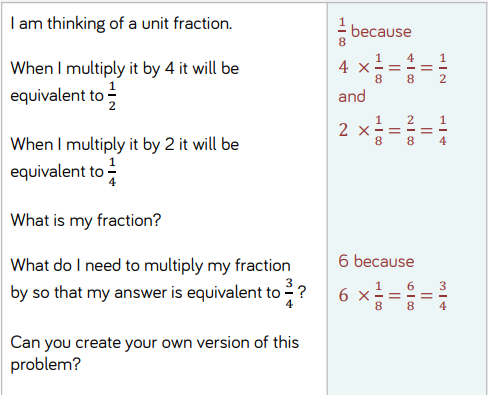 I am thinking of a unit fraction.
When I multiply it by 4 it will be
equivalent to 1/2
When I multiply it by 2 it will be
equivalent to 1/4
What is my fraction?
What do I need to multiply my fraction
by so that my answer is equivalent to 3/4 ?
Can you create your own version of this
problem?
1/8 because
4 × 1/8 = 4/8 = 1/2
and
2 × 1/8 = 2/8 = 1/4
6 because
6 × 1/8 = 6/8 = 3/4